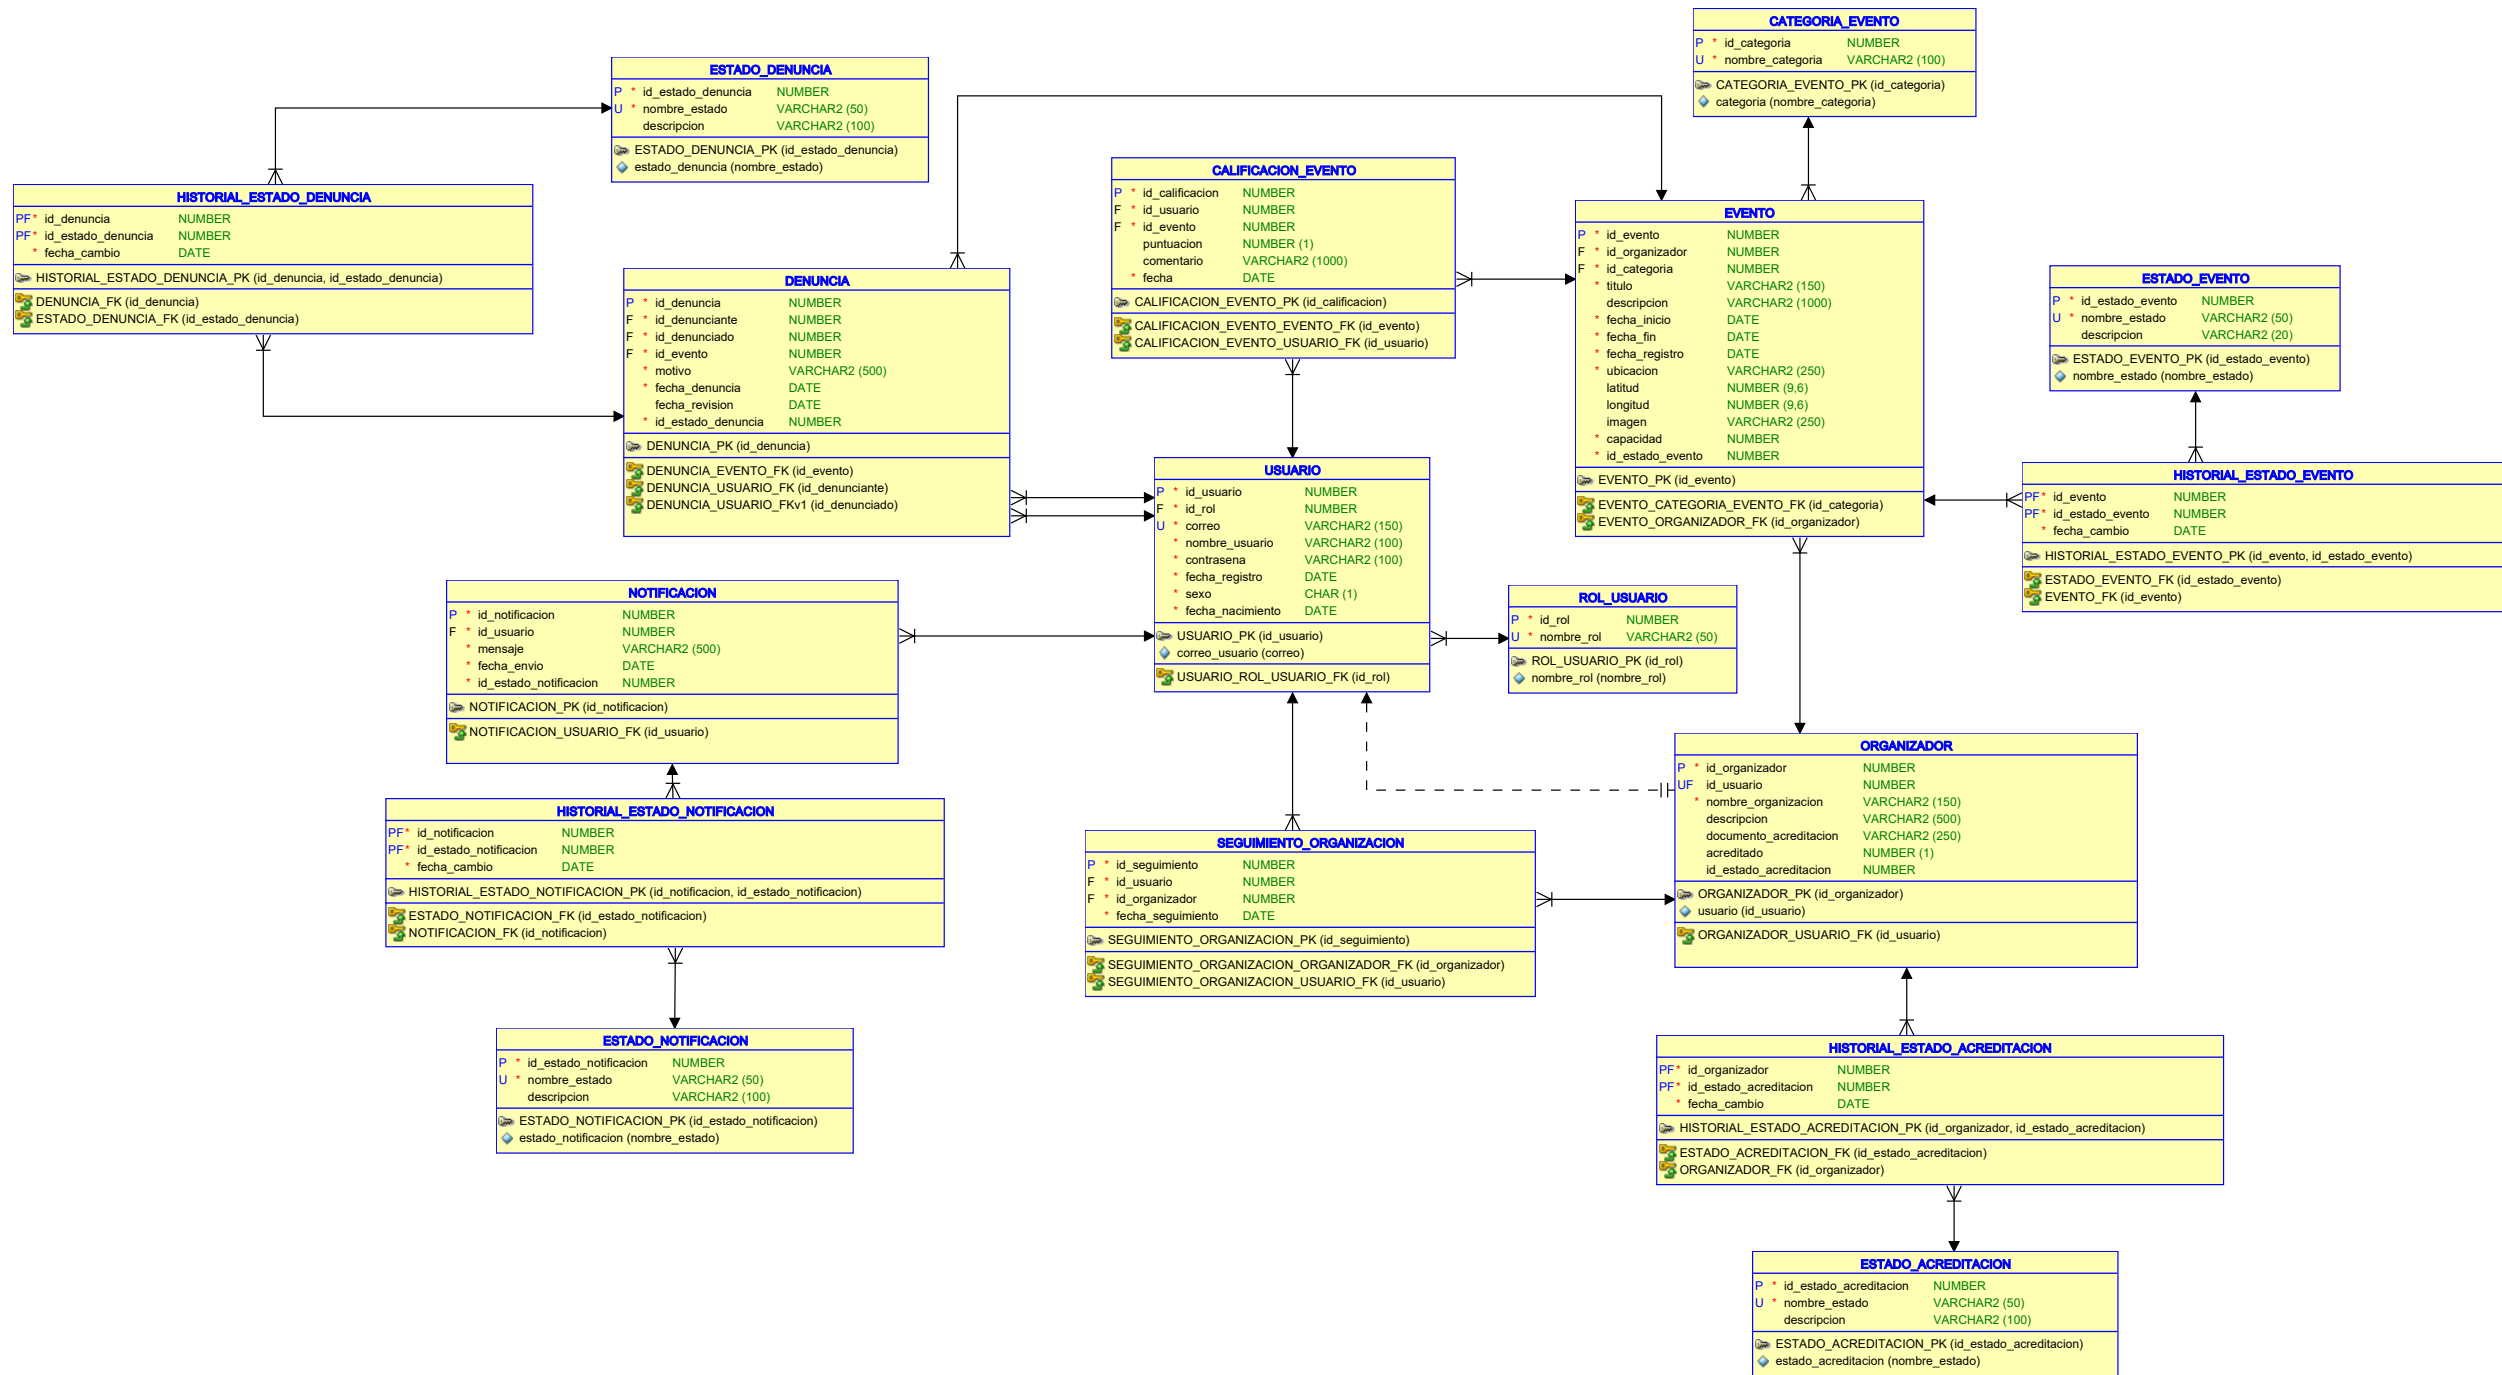 CATEGORIA_EVENTO
P * id_categoria NUMBER
U * nombre_categoria VARCHAR2 (100)
CATEGORIA_EVENTO_PK (id_categoria)
categoria (nombre_categoria)
ESTADO_DENUNCIA
P * id_estado_denuncia NUMBER
U * nombre_estado VARCHAR2 (50)
descripcion VARCHAR2 (100)
ESTADO_DENUNCIA_PK (id_estado_denuncia)
estado_denuncia (nombre_estado)
HISTORIAL_ESTADO_DENUNCIA
PF* id_denuncia NUMBER
PF* id_estado_denuncia NUMBER
* fecha_cambio DATE
HISTORIAL_ESTADO_DENUNCIA_PK (id_denuncia, id_estado_denuncia)
DENUNCIA_FK (id_denuncia)
ESTADO_DENUNCIA_FK (id_estado_denuncia)
DENUNCIA
P * id_denuncia NUMBER
F * id_denunciante NUMBER
F * id_denunciado NUMBER
F * id_evento NUMBER
* motivo VARCHAR2 (500)
* fecha_denuncia DATE
fecha_revision DATE
* id_estado_denuncia NUMBER
DENUNCIA_PK (id_denuncia)
DENUNCIA_EVENTO_FK (id_evento)
DENUNCIA_USUARIO_FK (id_denunciante)
DENUNCIA_USUARIO_FKv1 (id_denunciado)
CALIFICACION_EVENTO
P * id_calificacion NUMBER
F * id_usuario NUMBER
F * id_evento NUMBER
puntuacion NUMBER (1)
comentario VARCHAR2 (1000)
* fecha DATE
CALIFICACION_EVENTO_PK (id_calificacion)
CALIFICACION_EVENTO_EVENTO_FK (id_evento)
CALIFICACION_EVENTO_USUARIO_FK (id_usuario)
EVENTO
P * id_evento NUMBER
F * id_organizador NUMBER
F * id_categoria NUMBER
* titulo VARCHAR2 (150)
descripcion VARCHAR2 (1000)
* fecha_inicio DATE
* fecha_fin DATE
* fecha_registro DATE
* ubicacion VARCHAR2 (250)
latitud NUMBER (9,6)
longitud NUMBER (9,6)
imagen VARCHAR2 (250)
* capacidad NUMBER
* id_estado_evento NUMBER
EVENTO_PK (id_evento)
EVENTO_CATEGORIA_EVENTO_FK (id_categoria)
EVENTO_ORGANIZADOR_FK (id_organizador)
ESTADO_EVENTO
P * id_estado_evento NUMBER
U * nombre_estado VARCHAR2 (50)
descripcion VARCHAR2 (20)
ESTADO_EVENTO_PK (id_estado_evento)
nombre_estado (nombre_estado)
HISTORIAL_ESTADO_EVENTO
PF* id_evento NUMBER
PF* id_estado_evento NUMBER
* fecha_cambio DATE
HISTORIAL_ESTADO_EVENTO_PK (id_evento, id_estado_evento)
ESTADO_EVENTO_FK (id_estado_evento)
EVENTO_FK (id_evento)
USUARIO
P * id_usuario NUMBER
F * id_rol NUMBER
U * correo VARCHAR2 (150)
* nombre_usuario VARCHAR2 (100)
* contrasena VARCHAR2 (100)
* fecha_registro DATE
* sexo CHAR (1)
* fecha_nacimiento DATE
USUARIO_PK (id_usuario)
correo_usuario (correo)
USUARIO_ROL_USUARIO_FK (id_rol)
ROL_USUARIO
P * id_rol NUMBER
U * nombre_rol VARCHAR2 (50)
ROL_USUARIO_PK (id_rol)
nombre_rol (nombre_rol)
NOTIFICACION
P * id_notificacion NUMBER
F * id_usuario NUMBER
* mensaje VARCHAR2 (500)
* fecha_envio DATE
* id_estado_notificacion NUMBER
NOTIFICACION_PK (id_notificacion)
NOTIFICACION_USUARIO_FK (id_usuario)
HISTORIAL_ESTADO_NOTIFICACION
PF* id_notificacion NUMBER
PF* id_estado_notificacion NUMBER
* fecha_cambio DATE
HISTORIAL_ESTADO_NOTIFICACION_PK (id_notificacion, id_estado_notificacion)
ESTADO_NOTIFICACION_FK (id_estado_notificacion)
NOTIFICACION_FK (id_notificacion)
ESTADO_NOTIFICACION
P * id_estado_notificacion NUMBER
U * nombre_estado VARCHAR2 (50)
descripcion VARCHAR2 (100)
ESTADO_NOTIFICACION_PK (id_estado_notificacion)
estado_notificacion (nombre_estado)
SEGUIMIENTO_ORGANIZACION
P * id_seguimiento NUMBER
F * id_usuario NUMBER
F * id_organizador NUMBER
* fecha_seguimiento DATE
SEGUIMIENTO_ORGANIZACION_PK (id_seguimiento)
SEGUIMIENTO_ORGANIZACION_ORGANIZADOR_FK (id_organizador)
SEGUIMIENTO_ORGANIZACION_USUARIO_FK (id_usuario)
ORGANIZADOR
P * id_organizador NUMBER
UF id_usuario NUMBER
* nombre_organizacion VARCHAR2 (150)
descripcion VARCHAR2 (500)
documento_acreditacion VARCHAR2 (250)
acreditado NUMBER (1)
id_estado_acreditacion NUMBER
ORGANIZADOR_PK (id_organizador)
usuario (id_usuario)
ORGANIZADOR_USUARIO_FK (id_usuario)
HISTORIAL_ESTADO_ACREDITACION
PF* id_organizador NUMBER
PF* id_estado_acreditacion NUMBER
* fecha_cambio DATE
HISTORIAL_ESTADO_ACREDITACION_PK (id_organizador, id_estado_acreditacion)
ESTADO_ACREDITACION_FK (id_estado_acreditacion)
ORGANIZADOR_FK (id_organizador)
ESTADO_ACREDITACION
P * id_estado_acreditacion NUMBER
U * nombre_estado VARCHAR2 (50)
descripcion VARCHAR2 (100)
ESTADO_ACREDITACION_PK (id_estado_acreditacion)
estado_acreditacion (nombre_estado)